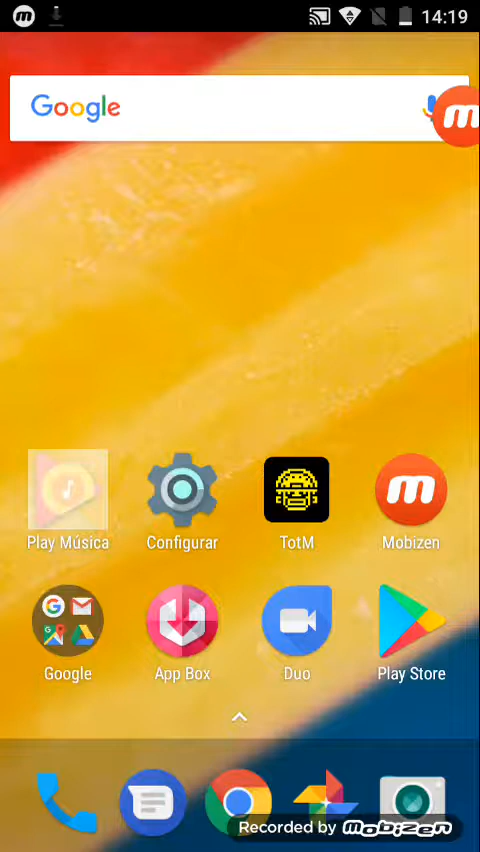 14:19
Google
Play Música
Configurar
TotM
Mobizen
Google
App Box
Duo
Play Store
Recorded by Mobizen